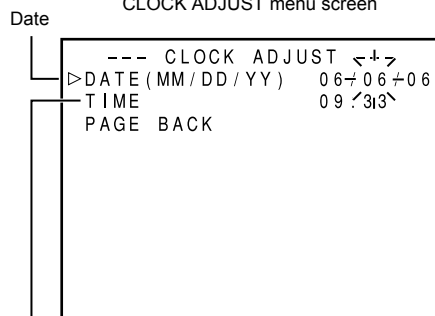 CLOCK ADJUST menu screen
Date
--- CLOCK ADJUST ---
▷DATE(MM/DD/YY) 06/06/06
TIME 09:33
PAGE BACK